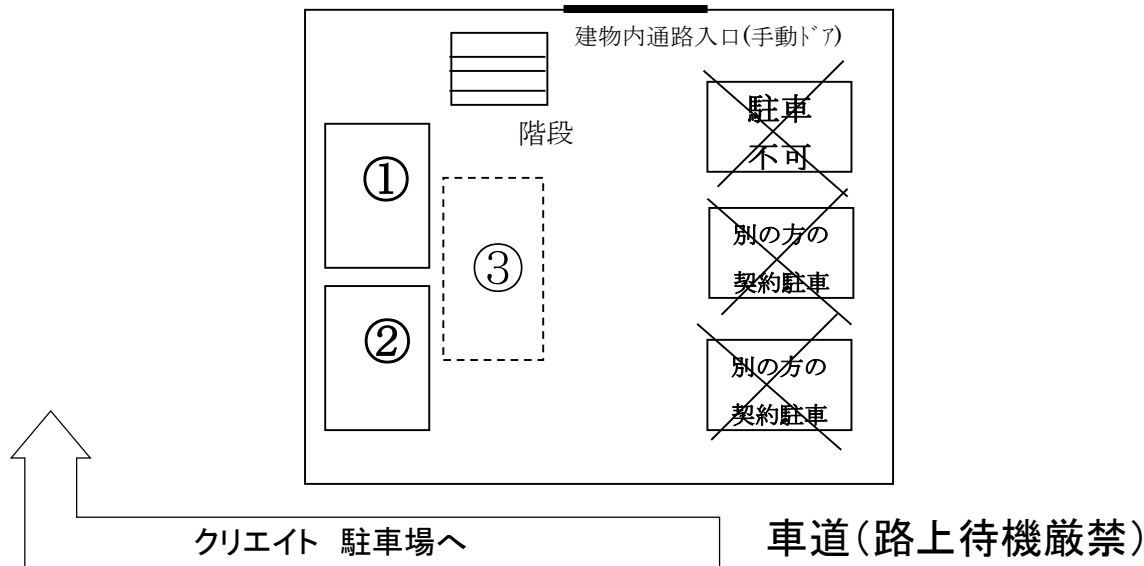 建物内通路入口(手動ﾄﾞｱ)
階段
駐車
不可
①
②
③
別の方の
契約駐車
別の方の
契約駐車
クリエイト 駐車場へ
車道(路上待機厳禁)